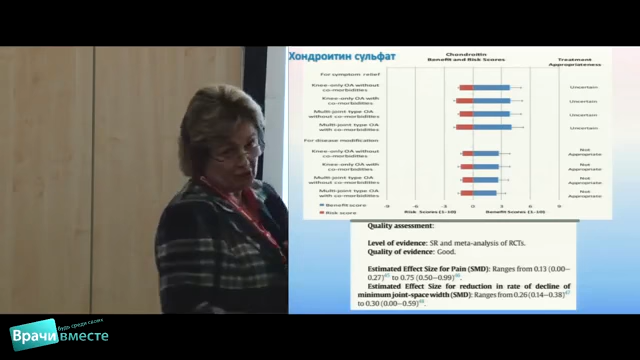 Хондроитин сульфат
Chondroitin
Benefit and Risk Scores
Treatment
Appropriateness
For symptom relief
Knee-only OA without
co-morbidities
Uncertain
Knee-only OA with
co-morbidities
Uncertain
Multi-joint type OA
without co-morbidities
Uncertain
Multi-joint type OA
with co-morbidities
Uncertain
For disease modification
Knee-only OA without
co-morbidities
Not
Appropriate
Knee-only OA with
co-morbidities
Not
Appropriate
Multi-joint type OA
without co-morbidities
Not
Appropriate
Multi-joint type OA
with co-morbidities
Not
Appropriate
Benefit score
Risk score
Risk Scores (1-10)
Benefit Scores (1-10)
Quality assessment:
Level of evidence: SR and meta-analysis of RCTs.
Quality of evidence: Good.
Estimated Effect Size for Pain (SMD): Ranges from 0.13 (0.00–
0.27) to 0.75 (0.50–0.99)
Estimated Effect Size for reduction in rate of decline of
minimum joint-space width (SMD): Ranges from 0.26 (0.14–0.38)
to 0.30 (0.00–0.59)
будь среди своих
Врачи вместе